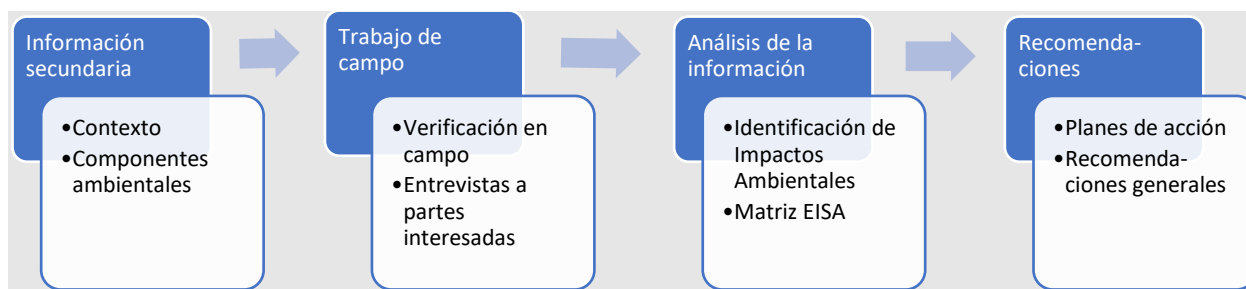 Información
secundaria
•Contexto
•Componentes
ambientales
Trabajo de
campo
•Verificación en
campo
•Entrevistas a
partes
interesadas
Análisis de la
información
•Identificación de
Impactos
Ambientales
•Matriz EISA
Recomenda-
ciones
•Planes de acción
•Recomenda-
ciones generales